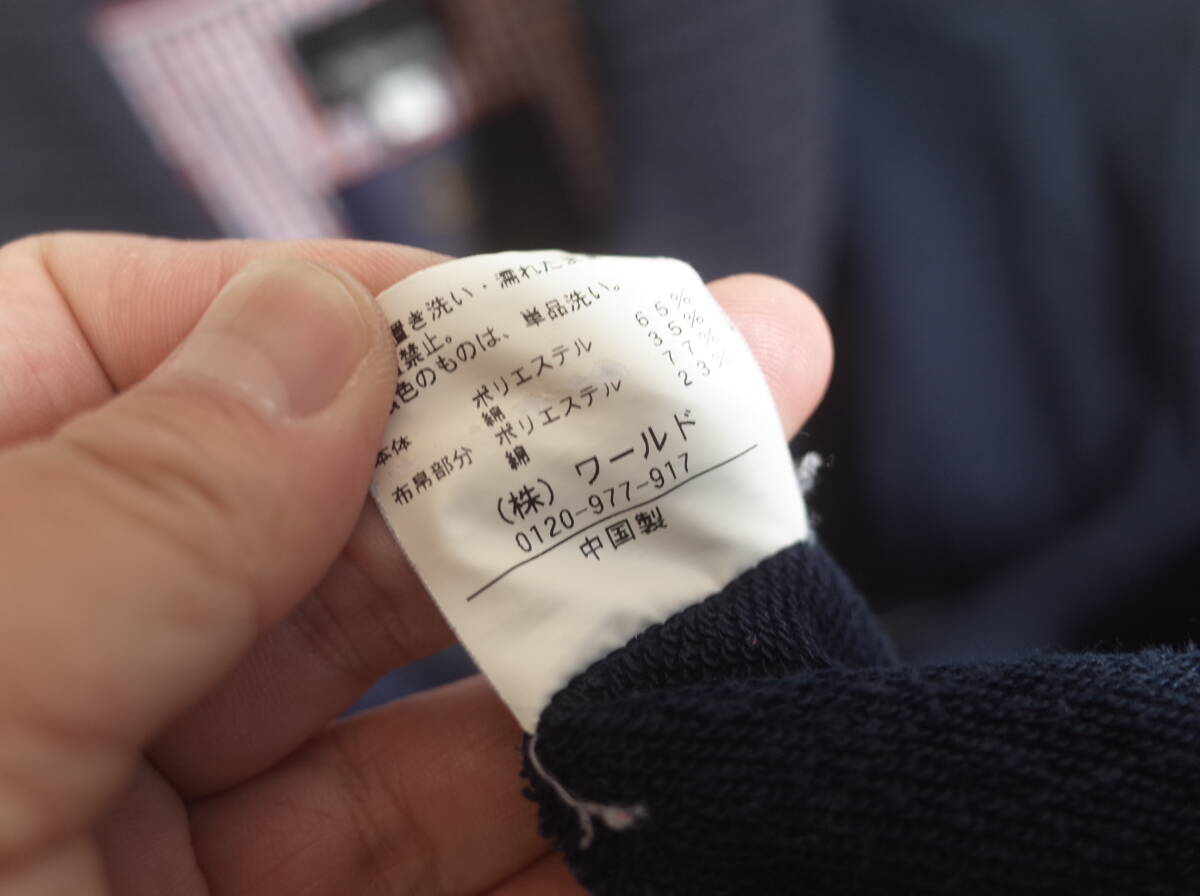 置き洗い・濡れたま
禁止。
色のものは、単品洗い。
本体 ポリエステル 65%
綿 35%
布帛部分 ポリエステル 77%
綿 23%
(株) ワールド
0120-977-917
中国製